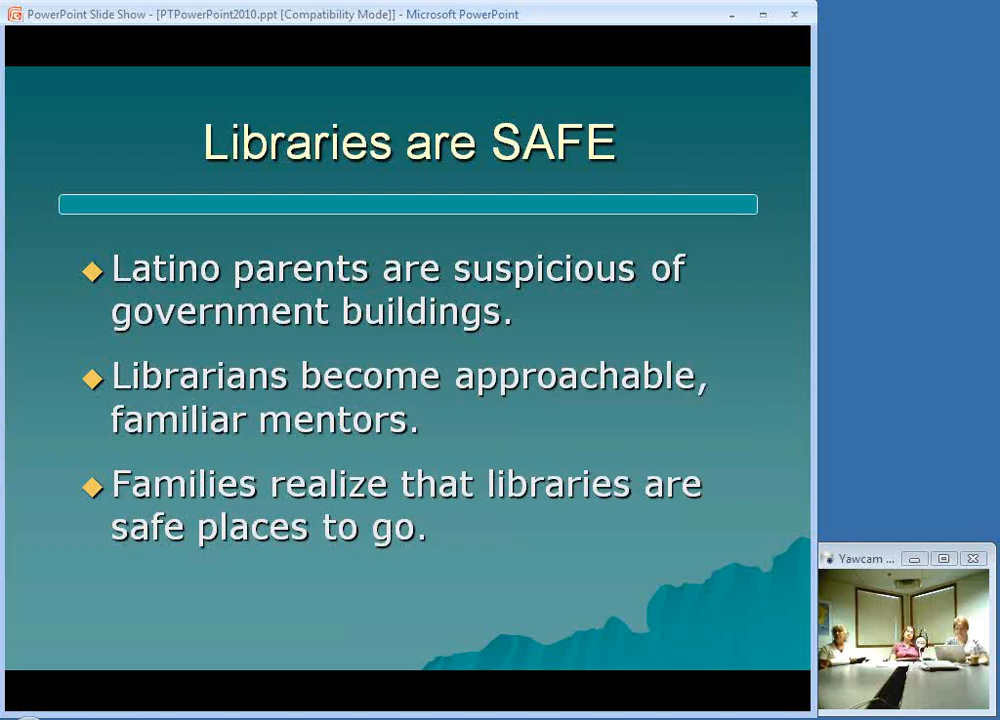 PowerPoint Slide Show - [PTPowerPoint2010.ppt [Compatibility Mode]] - Microsoft PowerPoint
Libraries are SAFE
Latino parents are suspicious of
government buildings.
Librarians become approachable,
familiar mentors.
Families realize that libraries are
safe places to go.
Yawcam ...